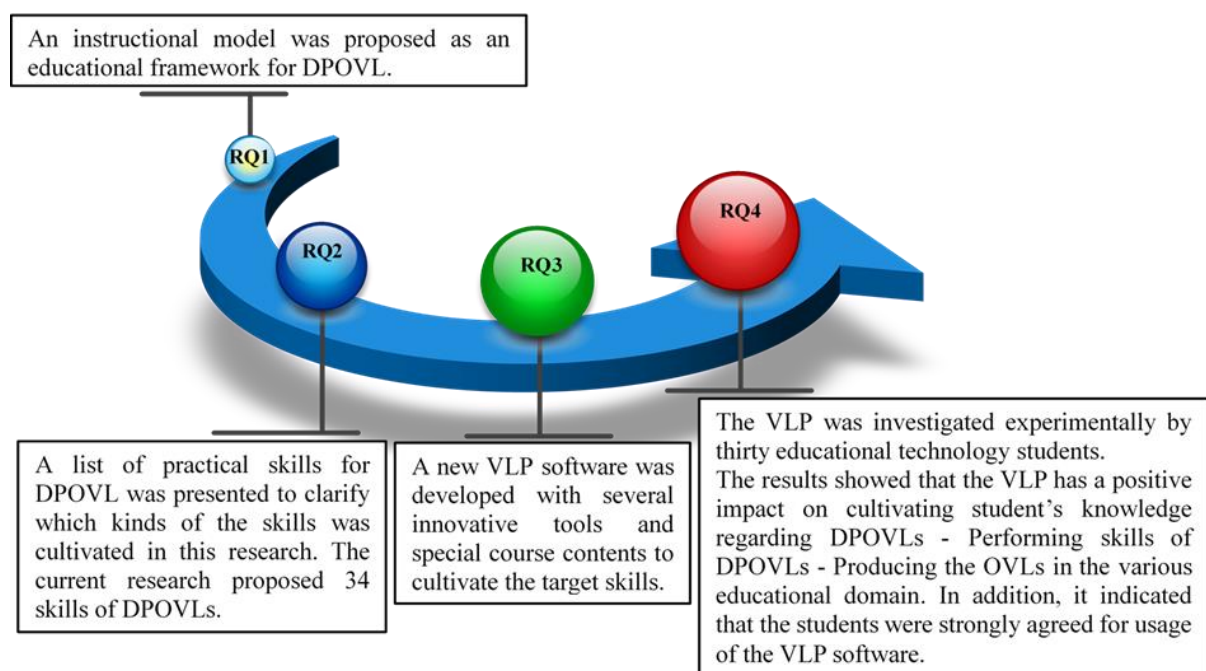 An instructional model was proposed as an
educational framework for DPOVL.
RQ1
RQ2
RQ3
RQ4
A list of practical skills for
DPOVL was presented to clarify
which kinds of the skills was
cultivated in this research. The
current research proposed 34
skills of DPOVLs.
A new VLP software was
developed with several
innovative tools and
special course contents to
cultivate the target skills.
The VLP was investigated experimentally by
thirty educational technology students.
The results showed that the VLP has a positive
impact on cultivating student’s knowledge
regarding DPOVLs - Performing skills of
DPOVLs - Producing the OVLs in the various
educational domain. In addition, it indicated
that the students were strongly agreed for usage
of the VLP software.